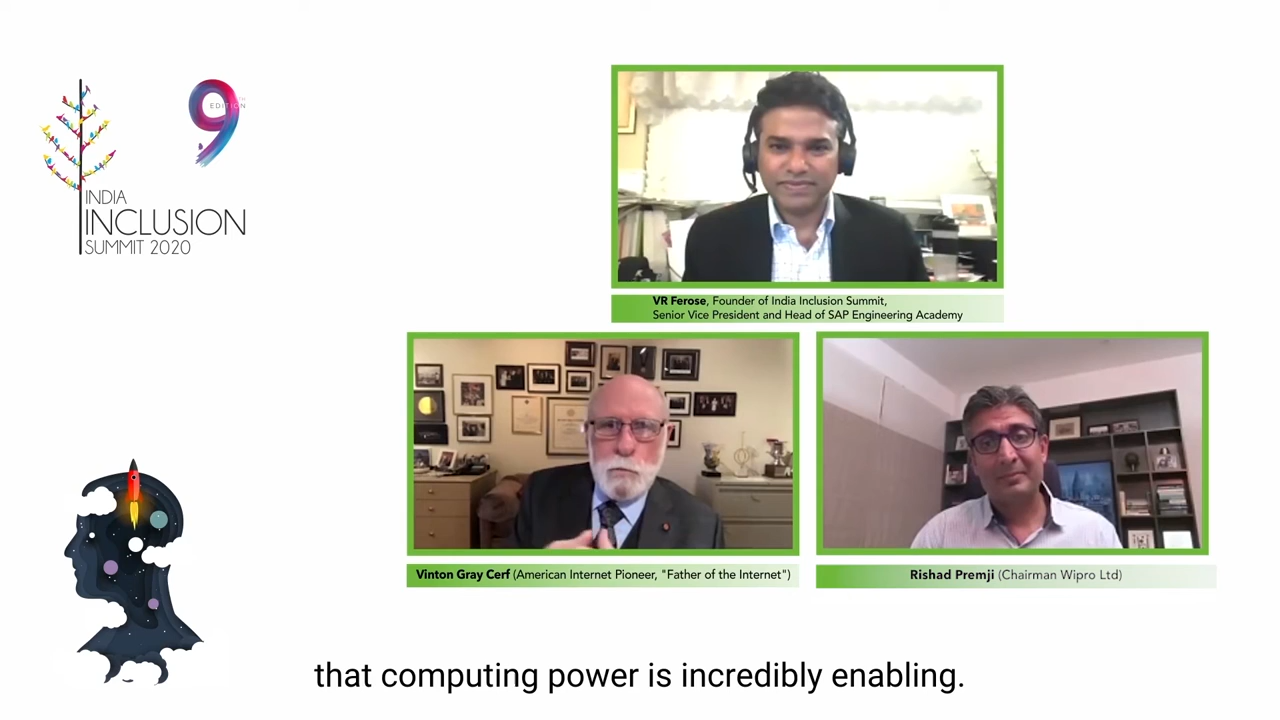 9
EDITION
INDIA
INCLUSION
SUMMIT 2020
VR Ferose, Founder of India Inclusion Summit,
Senior Vice President and Head of SAP Engineering Academy
Vinton Gray Cerf (American Internet Pioneer, "Father of the Internet")
Rishad Premji (Chairman Wipro Ltd)
that computing power is incredibly enabling.